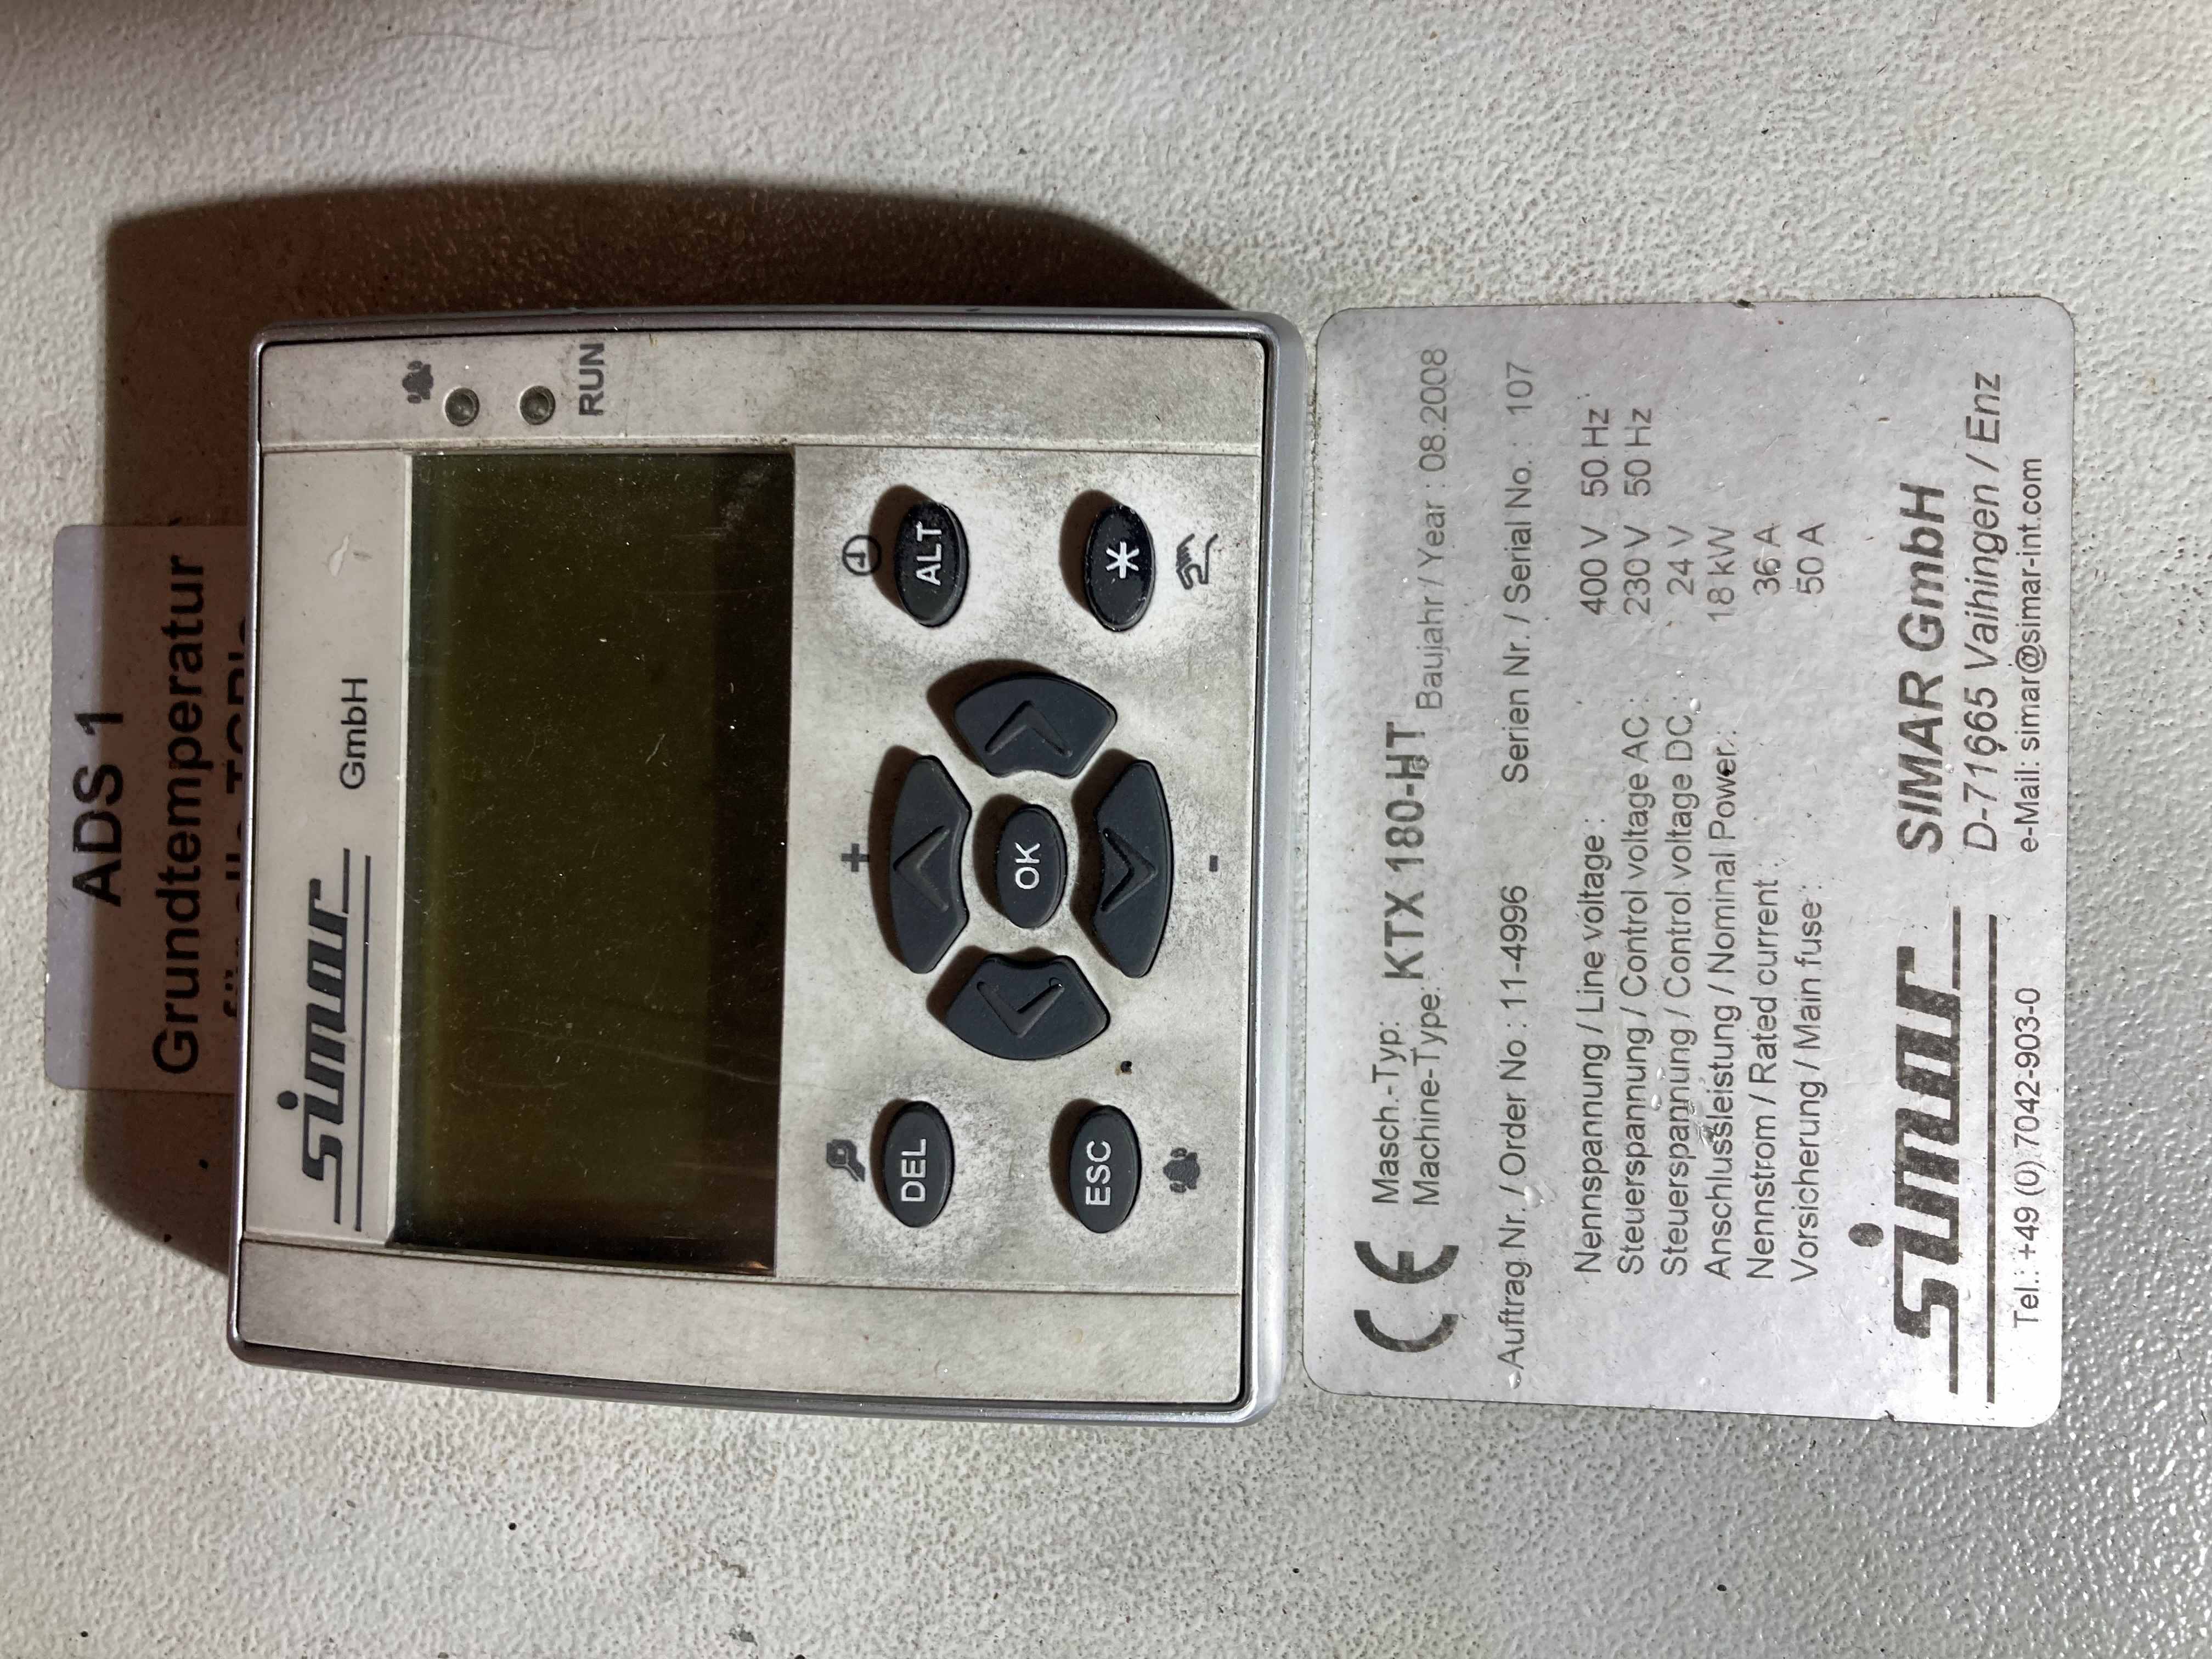 ADS 1
Grundtemperatur
simar GmbH
RUN
DEL
ALT
+
OK
-
ESC
*
CE
Masch.-Typ:
Machine-Type: KTX 180-HT
Baujahr / Year : 08.2008
Auftrag. Nr. / Order No : 11-4996 Serien Nr. / Serial No. : 107
Nennspannung / Line voltage : 400 V 50 Hz
Steuerspannung / Control voltage AC : 230 V 50 Hz
Steuerspannung / Control voltage DC : 24 V
Anschlussleistung / Nominal Power : 18 kW
Nennstrom / Rated current : 36 A
Vorsicherung / Main fuse : 50 A
simar SIMAR GmbH
D-71665 Vaihingen / Enz
Tel.: +49 (0) 7042-903-0 e-Mail: simar@simar-int.com